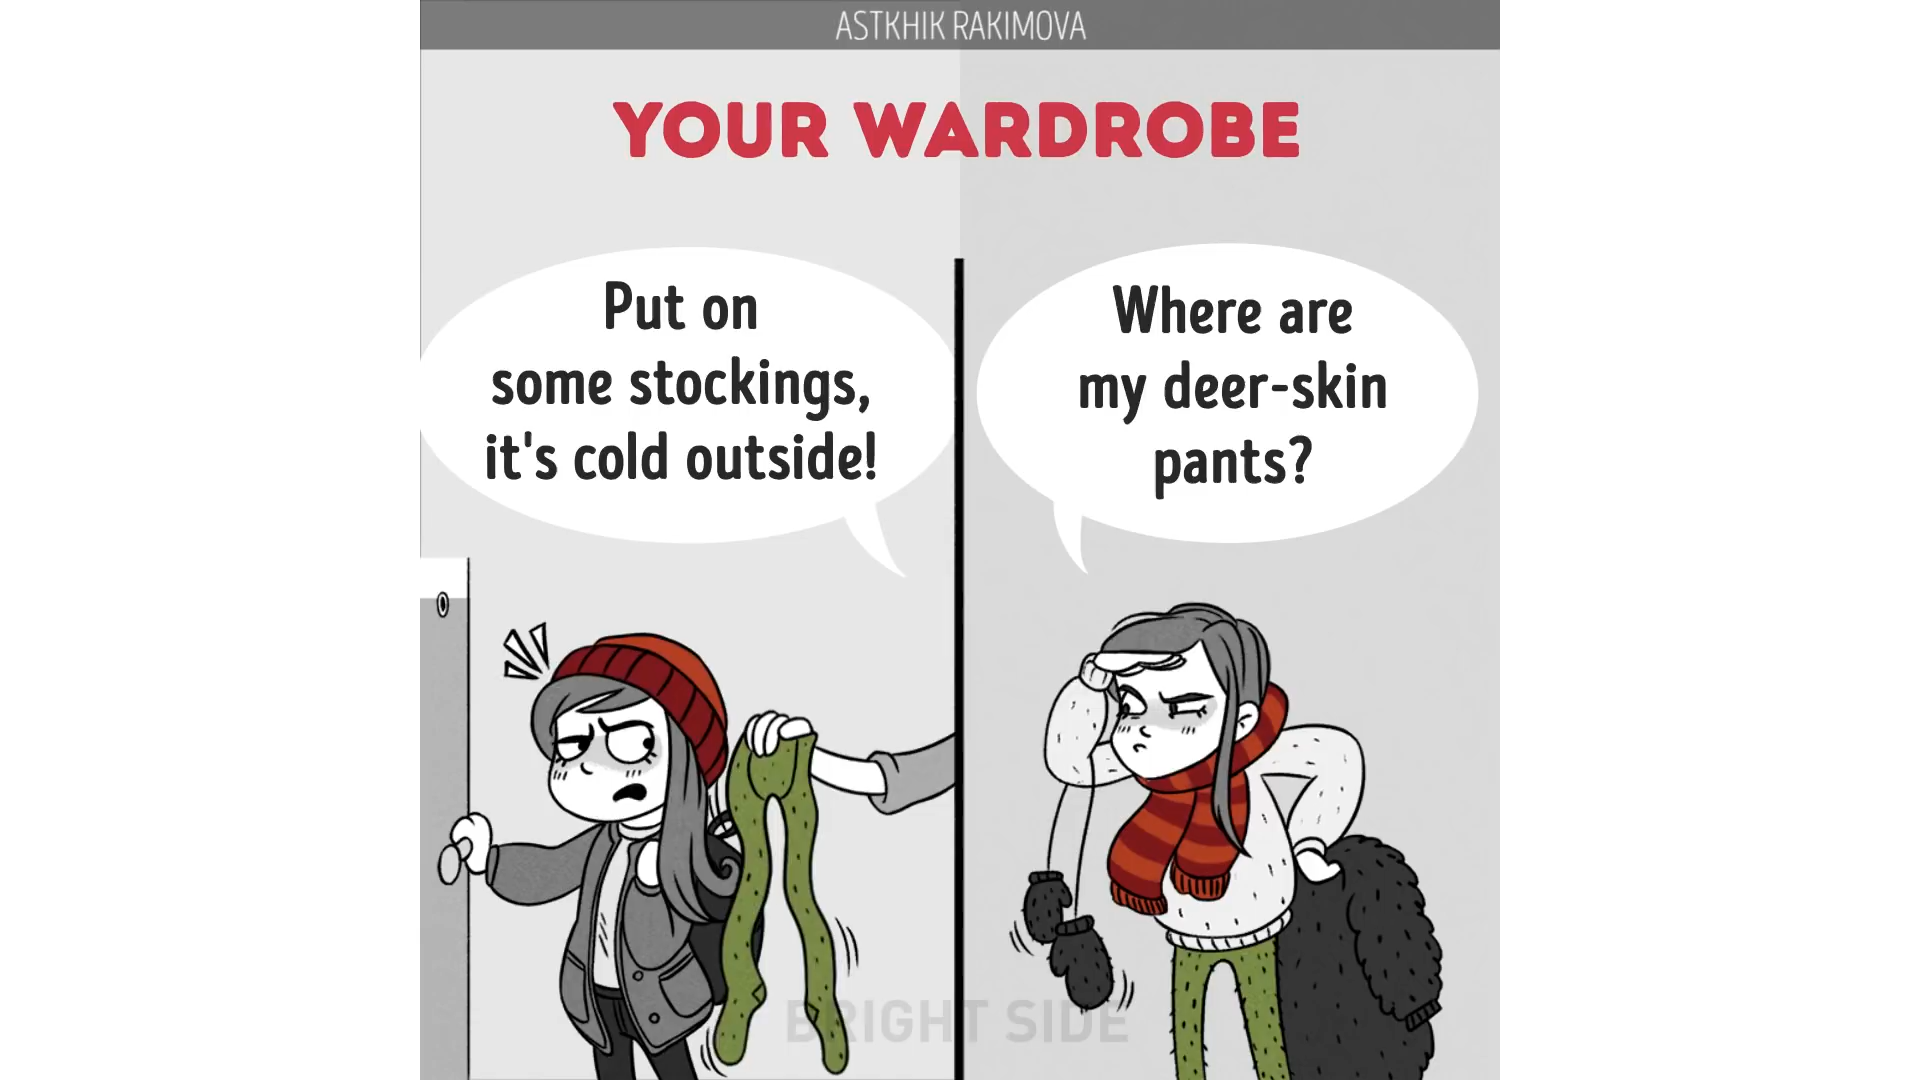 ASTKHIK RAKIMOVA
YOUR WARDROBE
Put on
some stockings,
it's cold outside!
Where are
my deer-skin
pants?
BRIGHT SIDE